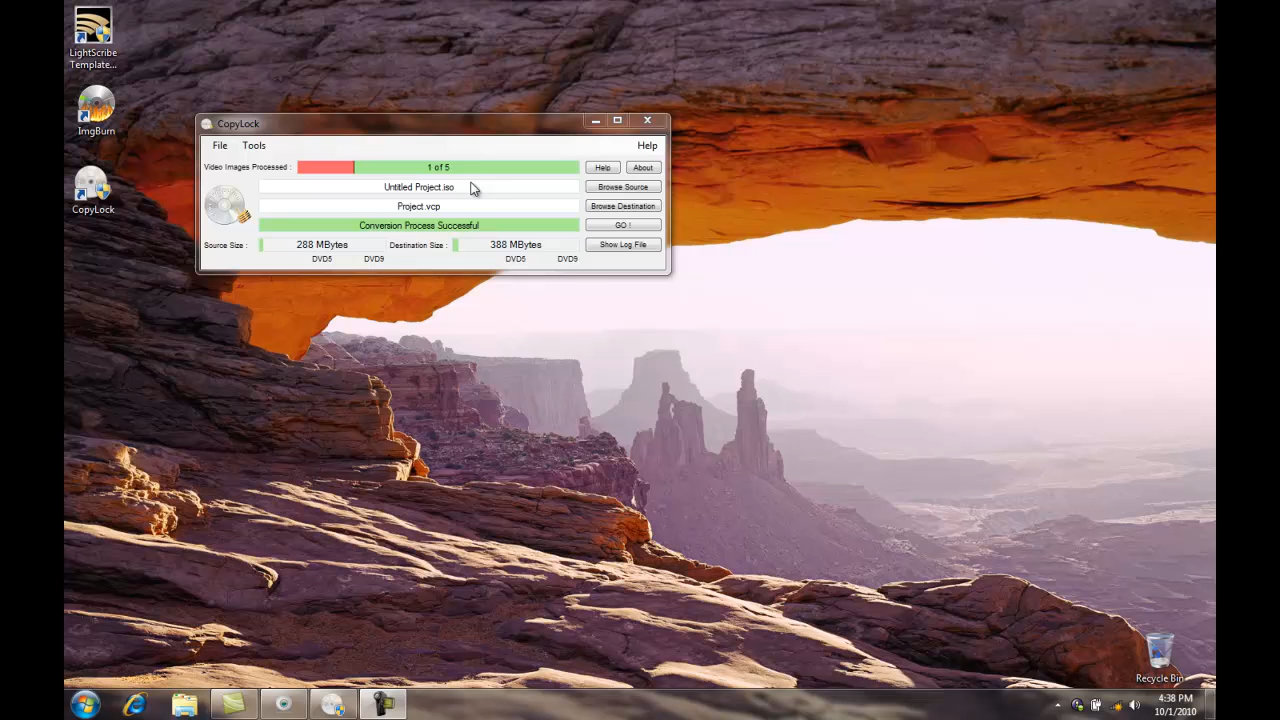 LightScribe
Template...
ImgBurn
CopyLock
CopyLock
File Tools Help
Video Images Processed : 1 of 5 Help About
Untitled Project.iso Browse Source
Project.vcp Browse Destination
Conversion Process Successful GO !
Source Size : 288 MBytes Destination Size : 388 MBytes Show Log File
DVD5 DVD9 DVD5 DVD9
Recycle Bin
4:38 PM
10/1/2010